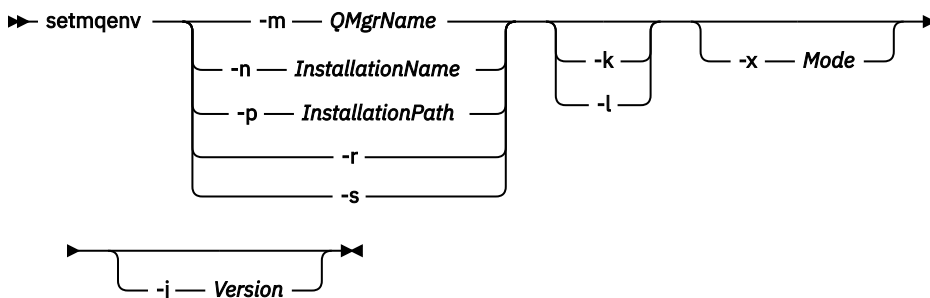 setmqenv -m QMgrName
-n InstallationName
-p InstallationPath
-r
-s
-k
-l
-x Mode
-j Version